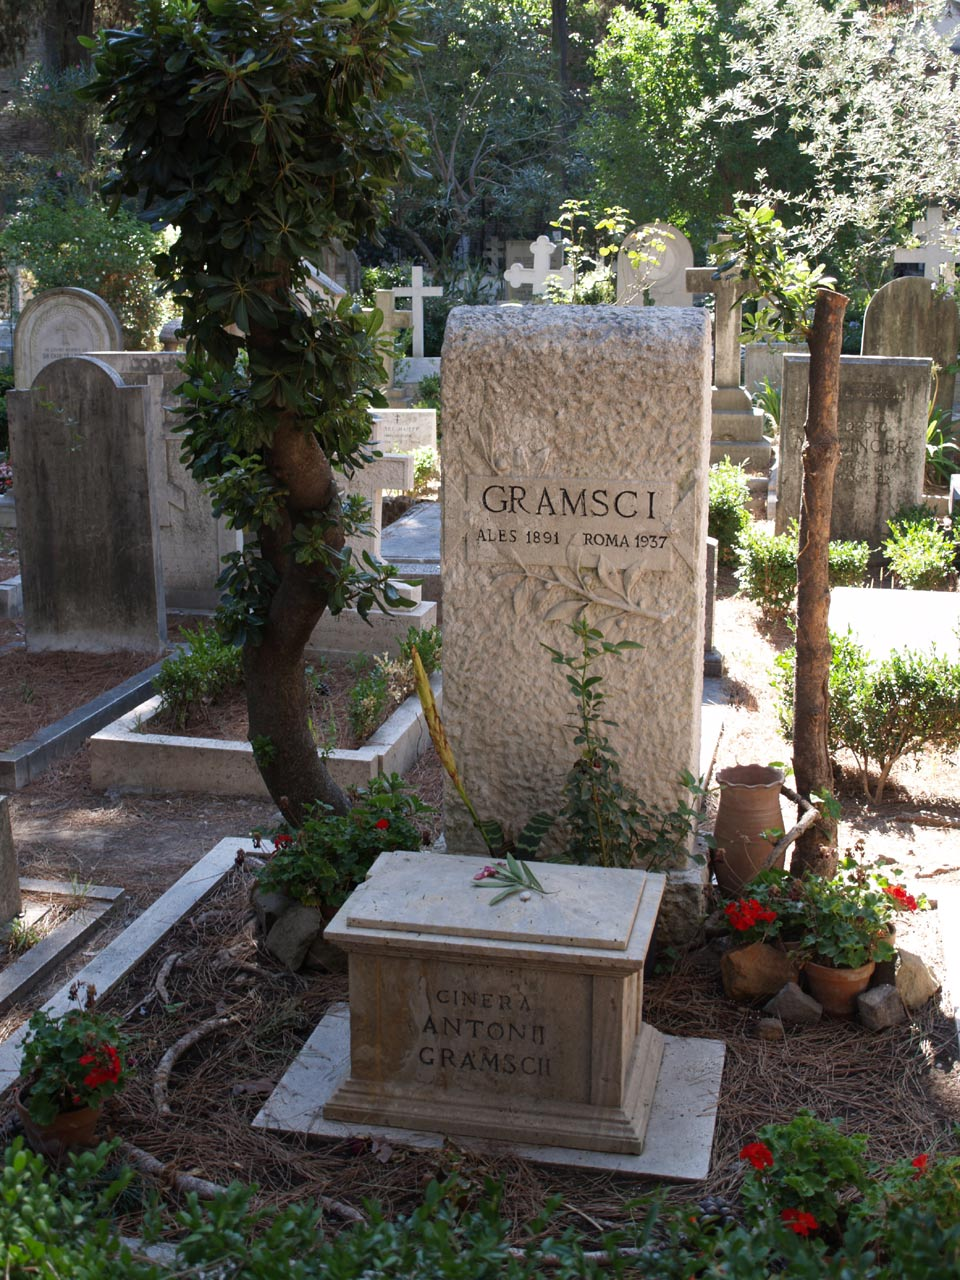 GRAMSCI
ALES 1891 ROMA 1937
CINERA
ANTONII
GRAMSCII